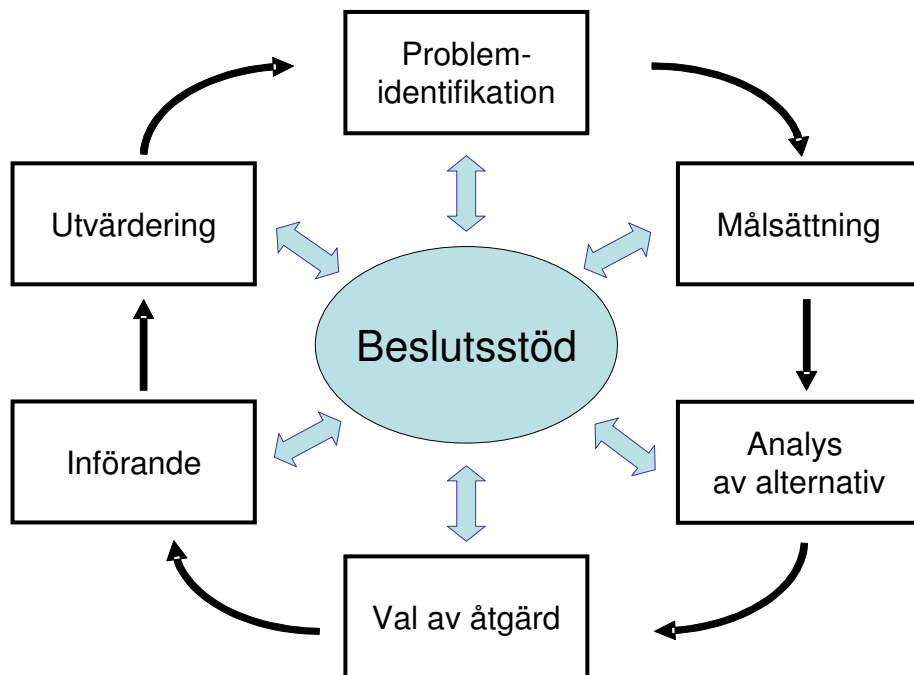 Problem-
identifikation
Utvärdering
Målsättning
Beslutsstöd
Införande
Analys
av alternativ
Val av åtgärd